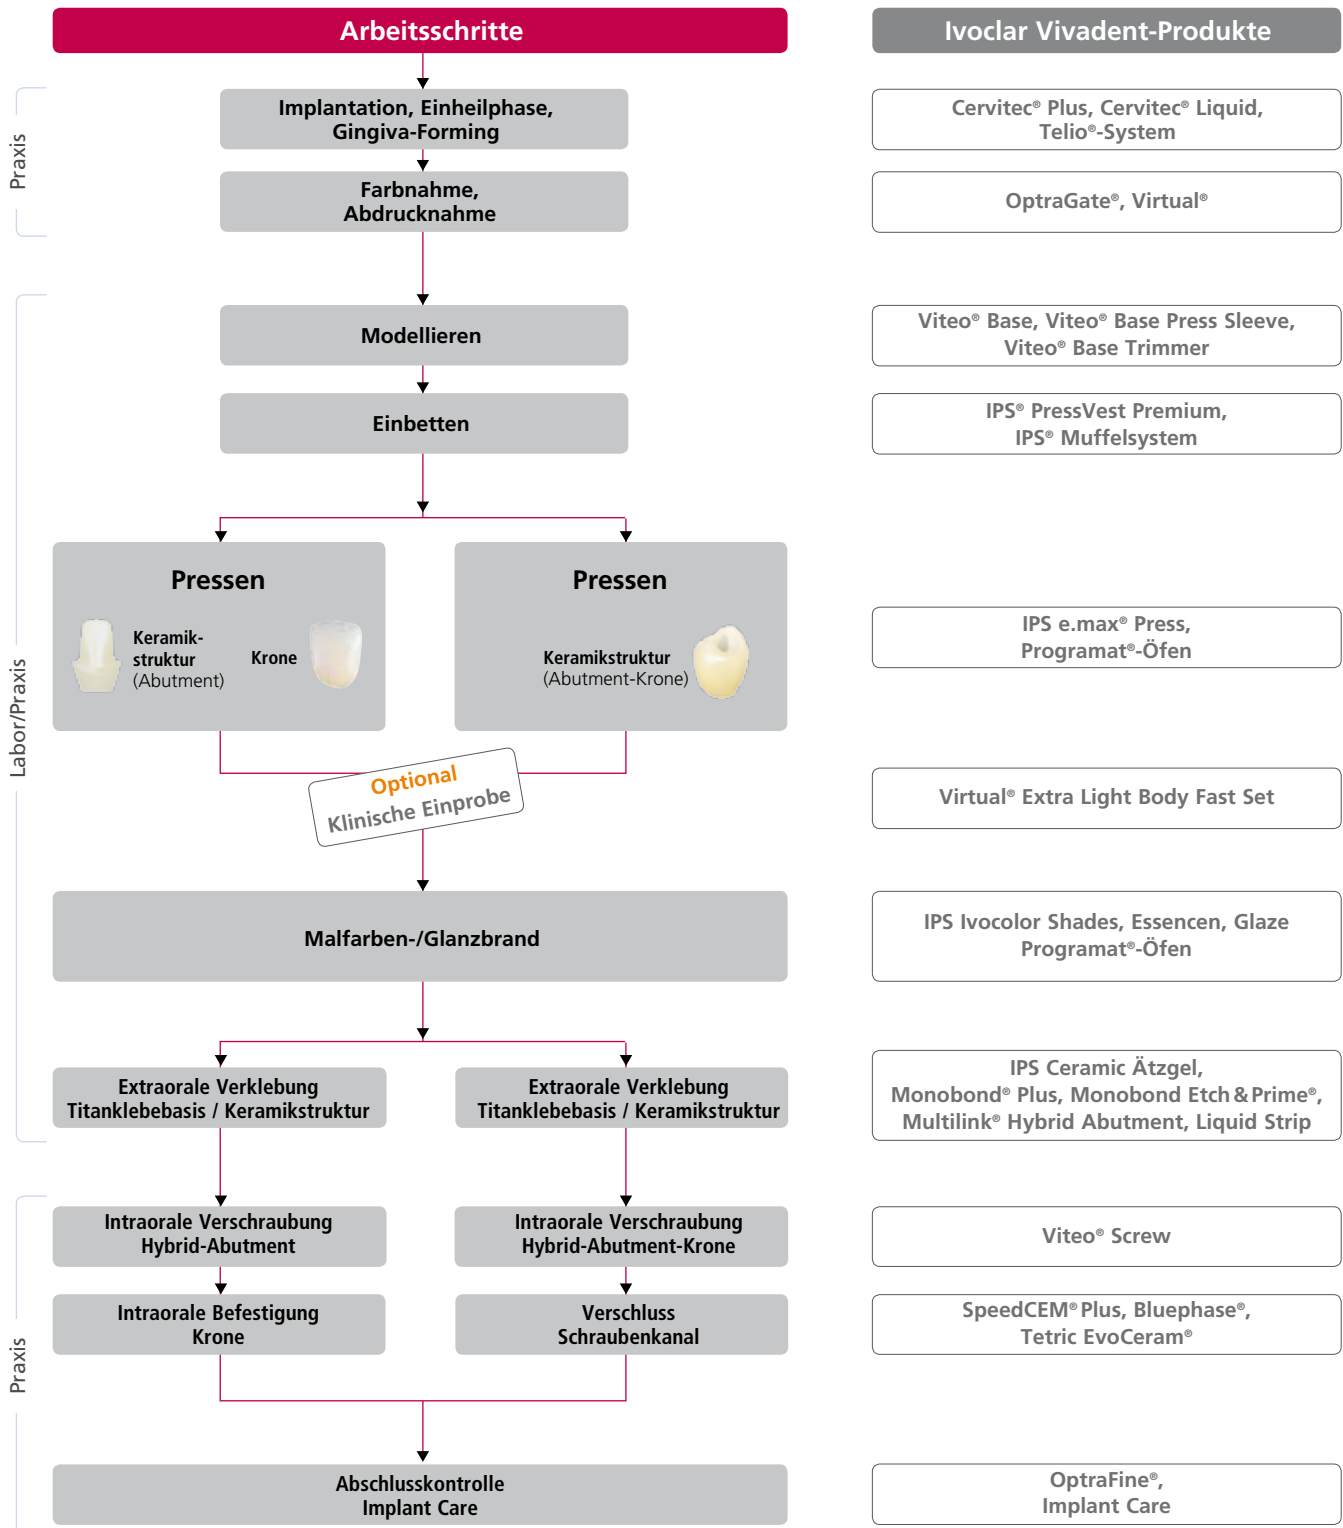 Arbeitsschritte
Ivoclar Vivadent-Produkte
Praxis
Implantation, Einheilphase,
Gingiva-Forming
Cervitec® Plus, Cervitec® Liquid,
Telio®-System
Farbnahme,
Abdrucknahme
OptraGate®, Virtual®
Labor/Praxis
Modellieren
Viteo® Base, Viteo® Base Press Sleeve,
Viteo® Base Trimmer
Einbetten
IPS® PressVest Premium,
IPS® Muffelsystem
Pressen
Keramik-
struktur
(Abutment)
Krone
Pressen
Keramikstruktur
(Abutment-Krone)
IPS e.max® Press,
Programat®-Öfen
Optional
Klinische Einprobe
Virtual® Extra Light Body Fast Set
Malfarben-/Glanzbrand
IPS Ivocolor Shades, Essencen, Glaze
Programat®-Öfen
Extraorale Verklebung
Titanklebebasis / Keramikstruktur
Extraorale Verklebung
Titanklebebasis / Keramikstruktur
IPS Ceramic Ätzgel,
Monobond® Plus, Monobond Etch & Prime®,
Multilink® Hybrid Abutment, Liquid Strip
Praxis
Intraorale Verschraubung
Hybrid-Abutment
Intraorale Verschraubung
Hybrid-Abutment-Krone
Viteo® Screw
Intraorale Befestigung
Krone
Verschluss
Schraubenkanal
SpeedCEM® Plus, Bluephase®,
Tetric EvoCeram®
Abschlusskontrolle
Implant Care
OptraFine®,
Implant Care